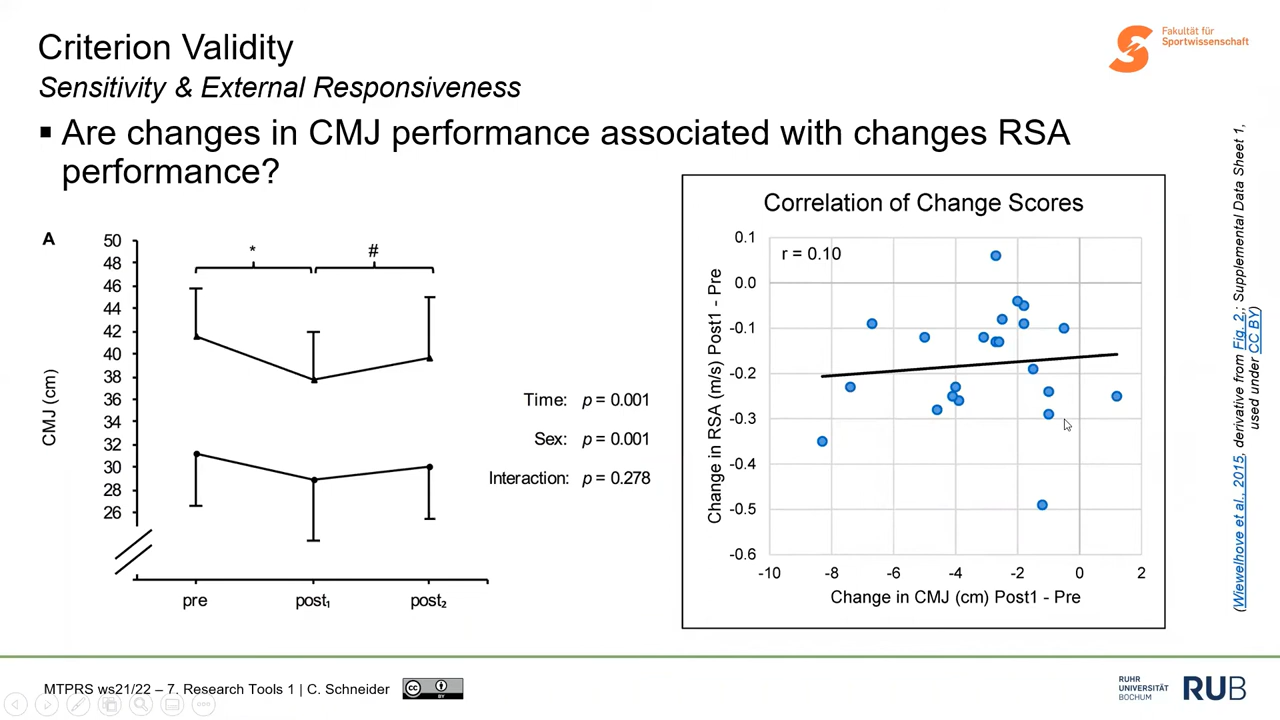 Criterion Validity
Sensitivity & External Responsiveness
Fakultät für
Sportwissenschaft
▪ Are changes in CMJ performance associated with changes RSA
performance?
A
CMJ (cm)
50
48
46
44
42
40
38
36
34
32
30
28
26
*
#
pre
post₁
post₂
Time: p = 0.001
Sex: p = 0.001
Interaction: p = 0.278
Correlation of Change Scores
r = 0.10
Change in RSA (m/s) Post1 - Pre
0.1
0.0
-0.1
-0.2
-0.3
-0.4
-0.5
-0.6
-10
-8
-6
-4
-2
0
2
Change in CMJ (cm) Post1 - Pre
(Wiewelhove et al., 2015, derivative from Fig. 2,; Supplemental Data Sheet 1,
used under CC BY)
MTPRS ws21/22 – 7. Research Tools 1 | C. Schneider
cc
BY
RUHR
UNIVERSITÄT
BOCHUM
RUB